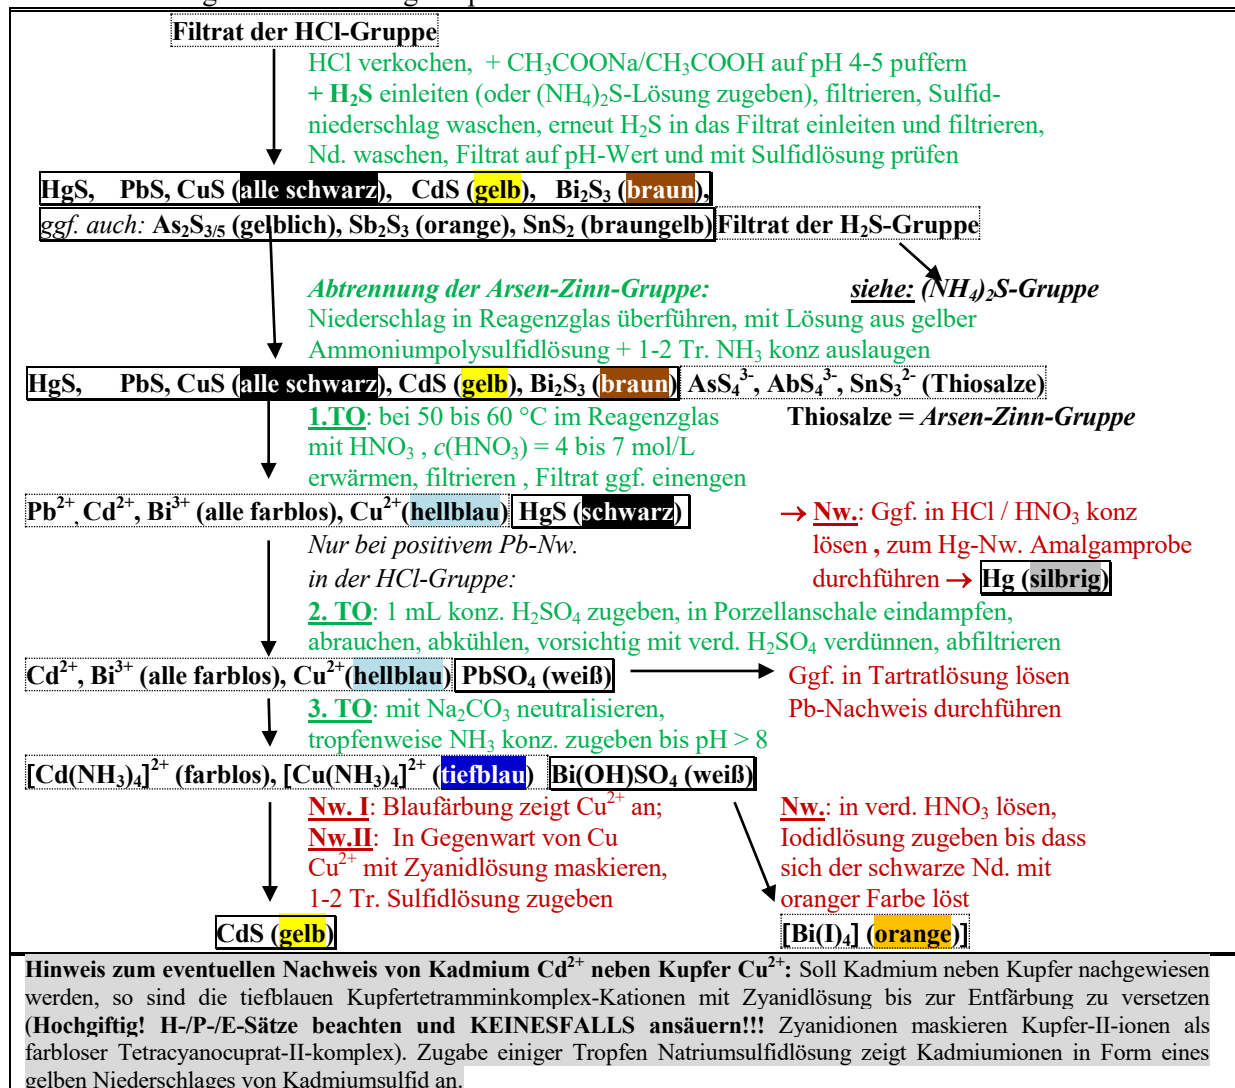 Filtrat der HCl-Gruppe
HCl verkochen, + CH₃COONa/CH₃COOH auf pH 4-5 puffern
+ H₂S einleiten (oder (NH₄)₂S-Lösung zugeben), filtrieren, Sulfid-
niederschlag waschen, erneut H₂S in das Filtrat einleiten und filtrieren,
Nd. waschen, Filtrat auf pH-Wert und mit Sulfidlösung prüfen
HgS, PbS, CuS (alle schwarz), CdS (gelb), Bi₂S₃ (braun),
ggf. auch: As₂S₃/₅ (gelblich), Sb₂S₃ (orange), SnS₂ (braungelb) Filtrat der H₂S-Gruppe
Abtrennung der Arsen-Zinn-Gruppe: siehe: (NH₄)₂S-Gruppe
Niederschlag in Reagenzglas überführen, mit Lösung aus gelber
Ammoniumpolysulfidlösung + 1-2 Tr. NH₃ konz auslaugen
HgS, PbS, CuS (alle schwarz), CdS (gelb), Bi₂S₃ (braun) AsS₄³⁻, AbS₄³⁻, SnS₃²⁻ (Thiosalze)
1.TO: bei 50 bis 60 °C im Reagenzglas Thiosalze = Arsen-Zinn-Gruppe
mit HNO₃ , c(HNO₃) = 4 bis 7 mol/L
erwärmen, filtrieren , Filtrat ggf. einengen
Pb²⁺, Cd²⁺, Bi³⁺ (alle farblos), Cu²⁺(hellblau) HgS (schwarz) → Nw.: Ggf. in HCl / HNO₃ konz
Nur bei positivem Pb-Nw. lösen , zum Hg-Nw. Amalgamprobe
in der HCl-Gruppe: durchführen → Hg (silbrig)
2. TO: 1 mL konz. H₂SO₄ zugeben, in Porzellanschale eindampfen,
abrauchen, abkühlen, vorsichtig mit verd. H₂SO₄ verdünnen, abfiltrieren
Cd²⁺, Bi³⁺ (alle farblos), Cu²⁺(hellblau) PbSO₄ (weiß) Ggf. in Tartratlösung lösen
3. TO: mit Na₂CO₃ neutralisieren, Pb-Nachweis durchführen
tropfenweise NH₃ konz. zugeben bis pH > 8
[Cd(NH₃)₄]²⁺ (farblos), [Cu(NH₃)₄]²⁺ (tiefblau) Bi(OH)SO₄ (weiß)
Nw. I: Blaufärbung zeigt Cu²⁺ an; Nw.: in verd. HNO₃ lösen,
Nw.II: In Gegenwart von Cu Iodidlösung zugeben bis dass
Cu²⁺ mit Zyanidlösung maskieren, sich der schwarze Nd. mit
1-2 Tr. Sulfidlösung zugeben oranger Farbe löst
CdS (gelb) [Bi(I)₄] (orange)]
Hinweis zum eventuellen Nachweis von Kadmium Cd²⁺ neben Kupfer Cu²⁺: Soll Kadmium neben Kupfer nachgewiesen
werden, so sind die tiefblauen Kupfertetramminkomplex-Kationen mit Zyanidlösung bis zur Entfärbung zu versetzen
(Hochgiftig! H-/P-/E-Sätze beachten und KEINESFALLS ansäuern!!! Zyanidionen maskieren Kupfer-II-ionen als
farbloser Tetracyanocuprat-II-komplex). Zugabe einiger Tropfen Natriumsulfidlösung zeigt Kadmiumionen in Form eines
gelben Niederschlages von Kadmiumsulfid an.